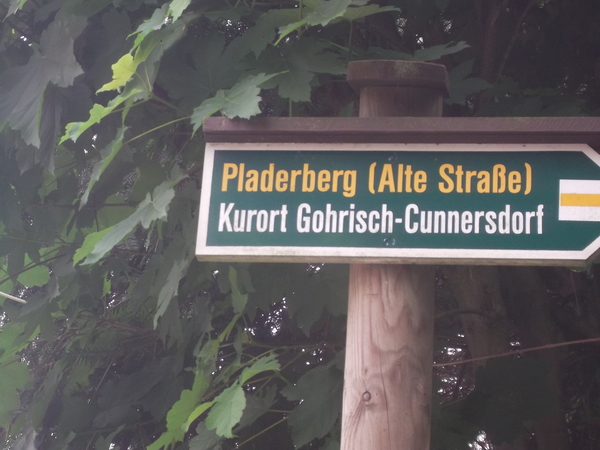 Pladerberg (Alte Straße)
Kurort Gohrisch-Cunnersdorf